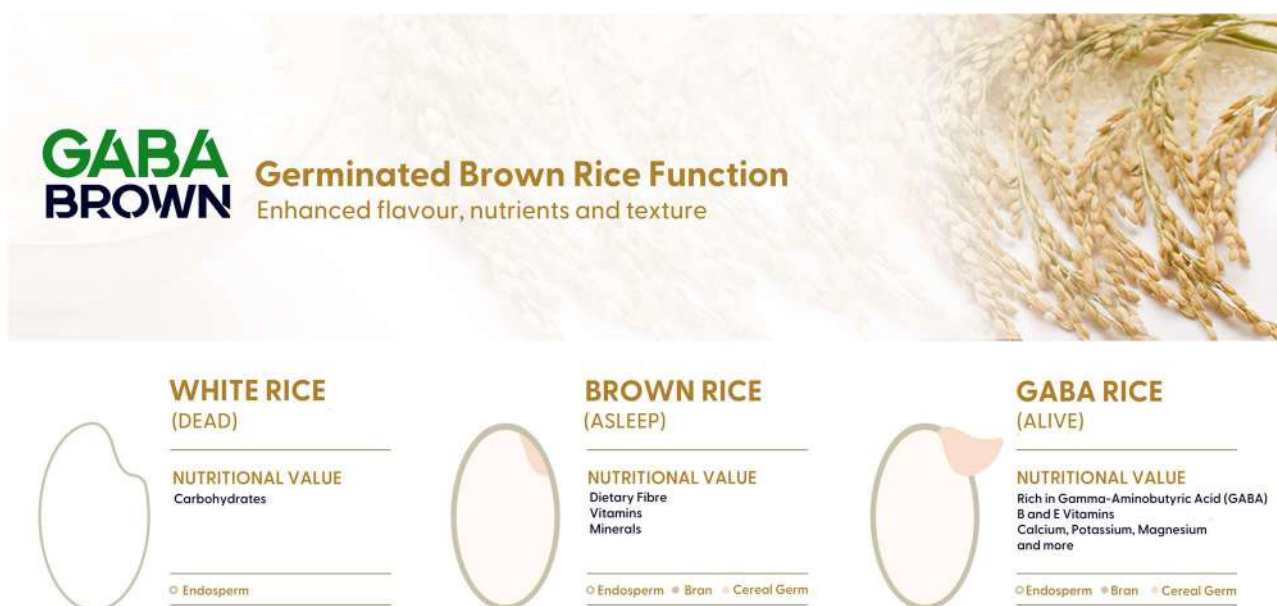 GABA
BROWN
Germinated Brown Rice Function
Enhanced flavour, nutrients and texture
WHITE RICE
(DEAD)
NUTRITIONAL VALUE
Carbohydrates
Endosperm
BROWN RICE
(ASLEEP)
NUTRITIONAL VALUE
Dietary Fibre
Vitamins
Minerals
Endosperm Bran Cereal Germ
GABA RICE
(ALIVE)
NUTRITIONAL VALUE
Rich in Gamma-Aminobutyric Acid (GABA)
B and E Vitamins
Calcium, Potassium, Magnesium
and more
Endosperm Bran Cereal Germ